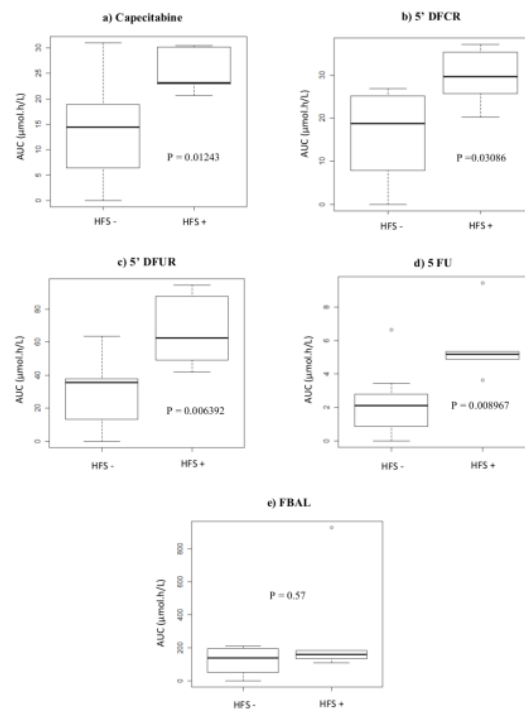 a) Capecitabine
AUC (µmol.h/L)
30
25
20
15
10
5
0
P = 0.01243
HFS -
HFS +
b) 5' DFCR
AUC (µmol.h/L)
30
20
10
0
P =0.03086
HFS -
HFS +
c) 5' DFUR
AUC (µmol.h/L)
80
60
40
20
0
P = 0.006392
HFS -
HFS +
d) 5 FU
AUC (µmol.h/L)
8
6
4
2
0
P = 0.008967
HFS -
HFS +
e) FBAL
AUC (µmol.h/L)
800
600
400
200
0
P = 0.57
HFS -
HFS +